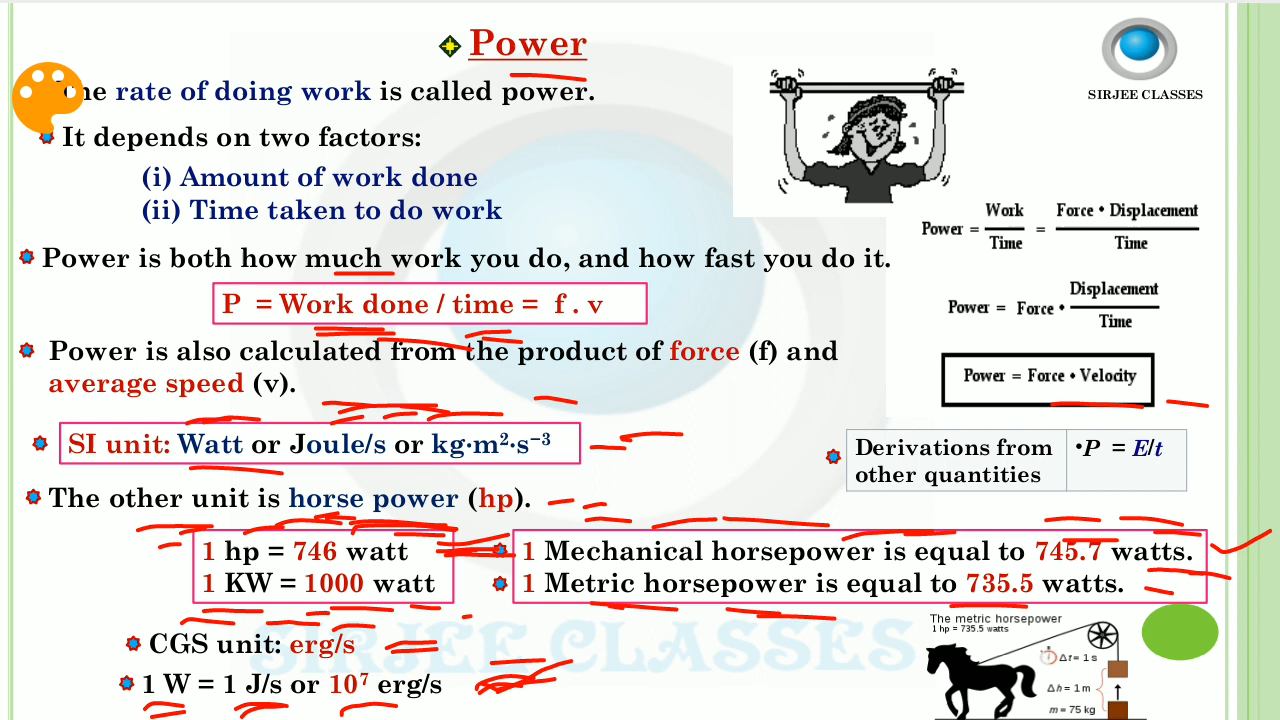 Power
SIRJEE CLASSES
he rate of doing work is called power.
It depends on two factors:
(i) Amount of work done
(ii) Time taken to do work
Power = Work / Time = Force • Displacement / Time
Power is both how much work you do, and how fast you do it.
P = Work done / time = f . v
Power = Force • Displacement / Time
Power is also calculated from the product of force (f) and
average speed (v).
Power = Force • Velocity
SI unit: Watt or Joule/s or kg·m²·s⁻³
Derivations from
other quantities
•P = E/t
The other unit is horse power (hp).
1 hp = 746 watt
1 KW = 1000 watt
1 Mechanical horsepower is equal to 745.7 watts.
1 Metric horsepower is equal to 735.5 watts.
CGS unit: erg/s
1 W = 1 J/s or 10⁷ erg/s
SIRJEE CLASSES
The metric horsepower
1 hp = 735.5 watts
Δt = 1 s
Δh = 1 m
m = 75 kg